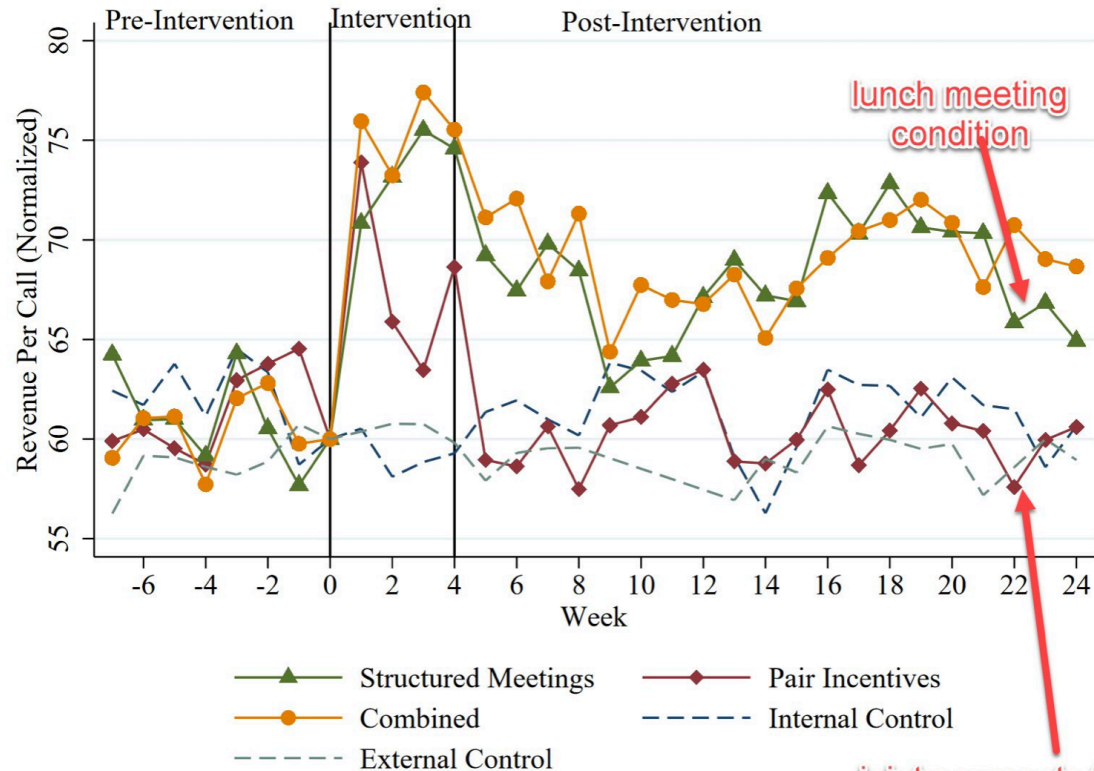 Pre-Intervention Intervention Post-Intervention
Revenue Per Call (Normalized)
80
75
70
65
60
55
lunch meeting
condition
-6 -4 -2 0 2 4 6 8 10 12 14 16 18 20 22 24
Week
Structured Meetings Pair Incentives
Combined Internal Control
External Control